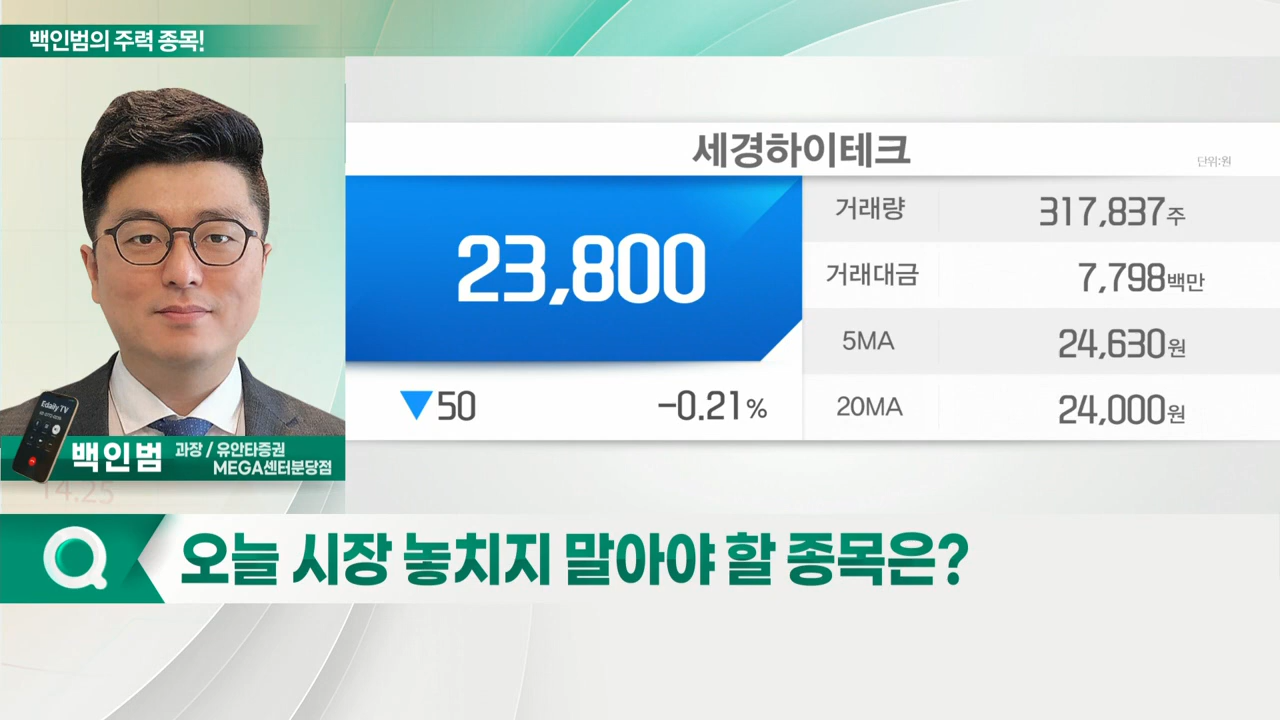 백인범의 주력 종목!
세경하이테크
단위:원
23,800
▼50 -0.21%
거래량 317,837주
거래대금 7,798백만
5MA 24,630원
20MA 24,000원
Edaily TV
백인범 과장 / 유안타증권
MEGA센터분당점
14.25
오늘 시장 놓치지 말아야 할 종목은?